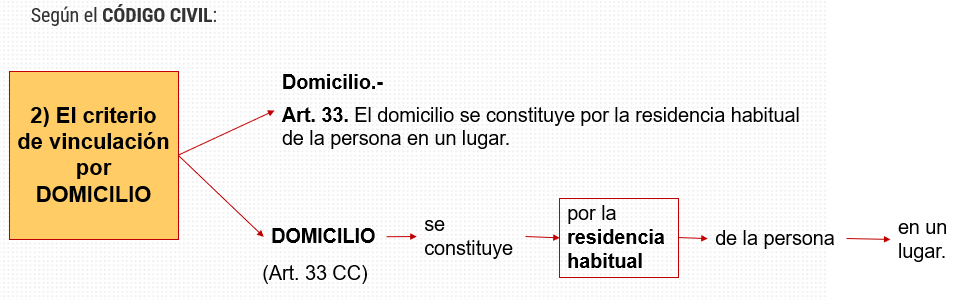 Según el CÓDIGO CIVIL:
2) El criterio
de vinculación
por
DOMICILIO
Domicilio.-
Art. 33. El domicilio se constituye por la residencia habitual
de la persona en un lugar.
DOMICILIO
(Art. 33 CC)
se
constituye
por la
residencia
habitual
de la persona
en un
lugar.